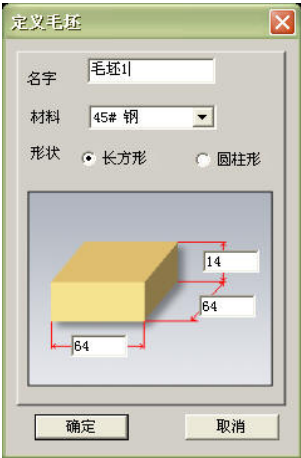 定义毛坯
名字 毛坯1
材料 45# 钢
形状 长方形 圆柱形
14
64
64
确定 取消